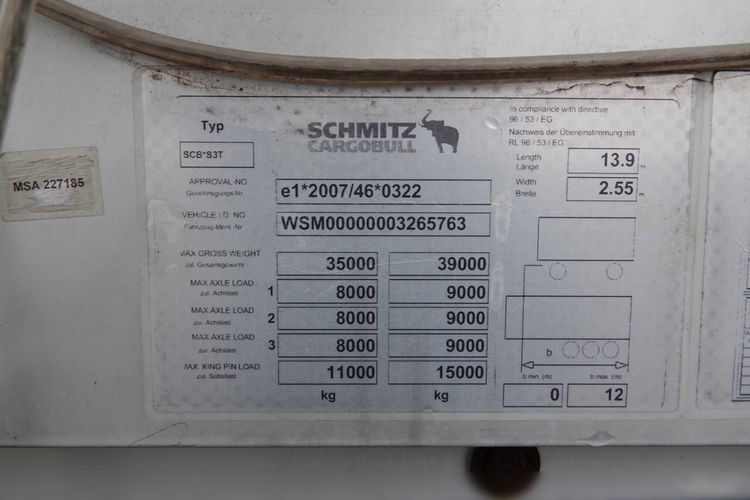 MSA 227185
Typ
SCB*S3T
SCHMITZ
CARGOBULL
In compliance with directive
96 / 53 / EG
Nachweis der Übereinstimmung mit
RL 96 / 53 / EG
Length
Länge
13.9 m
Width
Breite
2.55 m
APPROVAL-NO
Genehmigungs-Nr
e1*2007/46*0322
VEHICLE I.D. NO
Fahrzeug-Ident.-Nr
WSM00000003265763
MAX GROSS WEIGHT
zul. Gesamtgewicht
35000 39000
MAX AXLE LOAD
zul. Achslast
1 8000 9000
MAX AXLE LOAD
zul. Achslast
2 8000 9000
MAX AXLE LOAD
zul. Achslast
3 8000 9000
MAX. KING PIN LOAD
zul. Sattellast
11000 15000
kg kg
b
b min. (m) b max. (m)
0 12